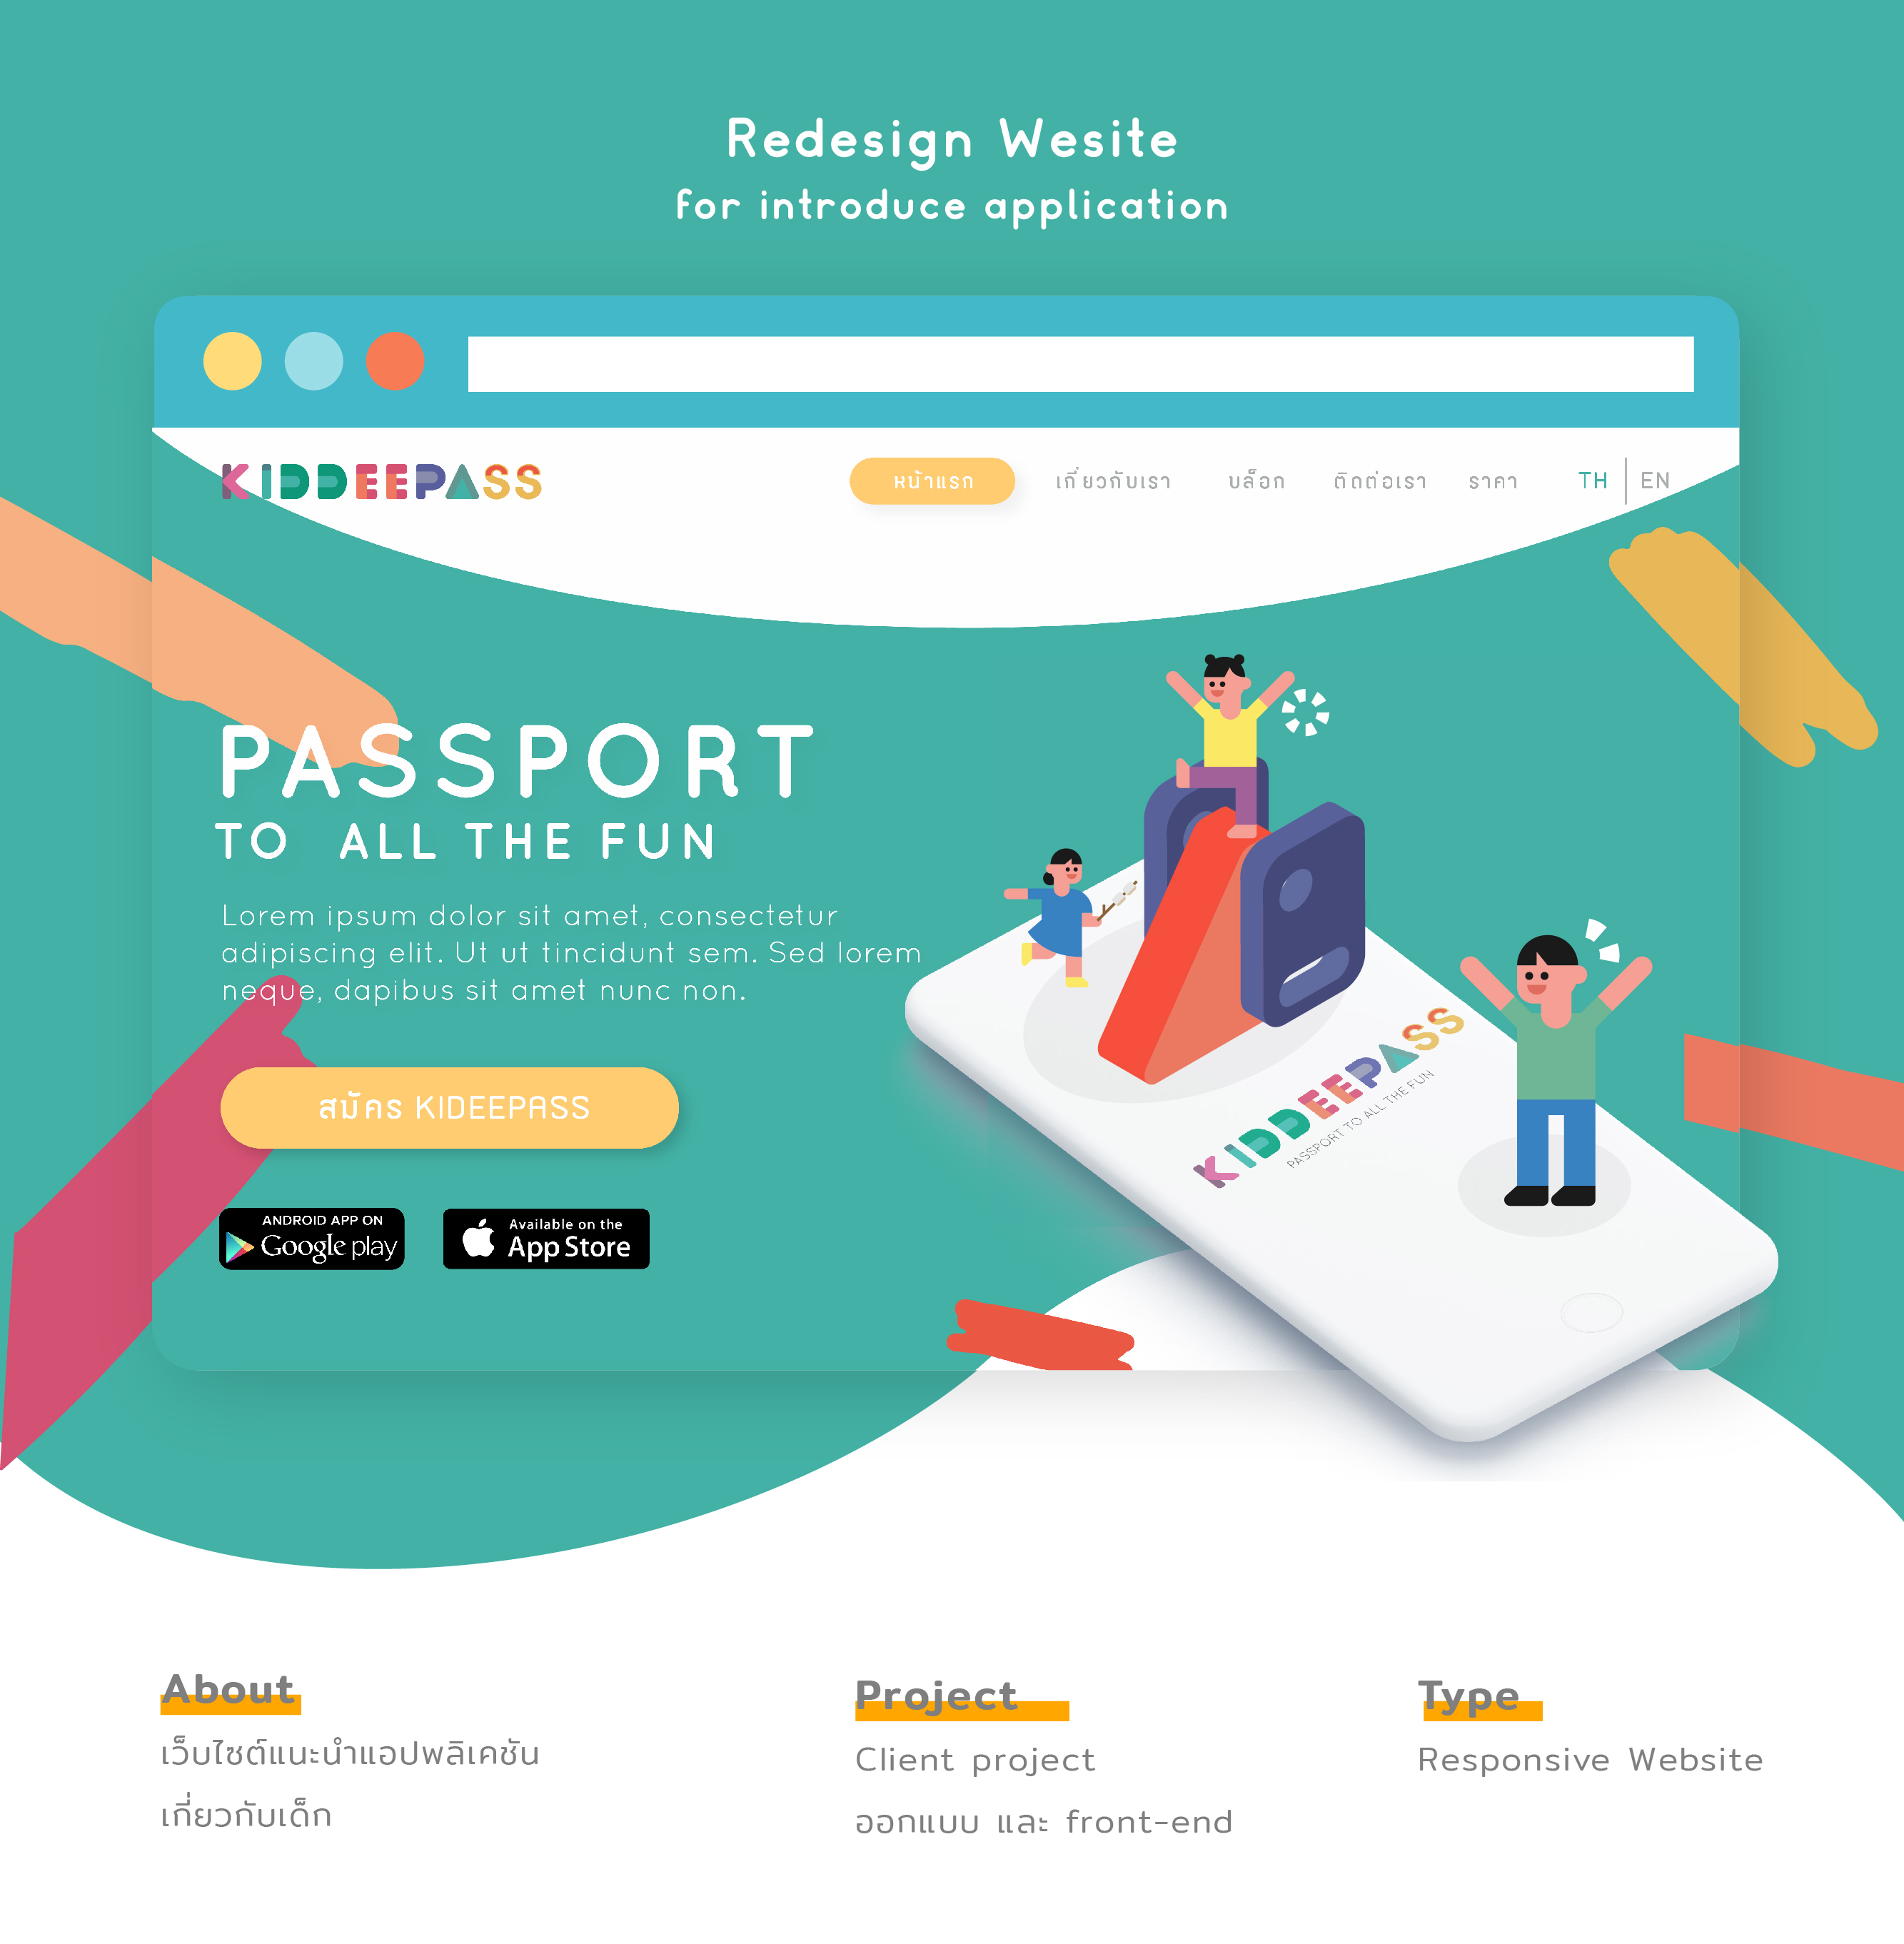 Redesign Wesite
for introduce application
KIDDEEPASS
หน้าแรก เกี่ยวกับเรา บล็อก ติดต่อเรา ราคา TH EN
PASSPORT
TO ALL THE FUN
Lorem ipsum dolor sit amet, consectetur
adipiscing elit. Ut ut tincidunt sem. Sed lorem
neque, dapibus sit amet nunc non.
สมัคร KIDEEPASS
ANDROID APP ON
Google play
Available on the
App Store
KIDDEEPASS
PASSPORT TO ALL THE FUN
About
เว็บไซต์แนะนำแอปพลิเคชัน
เกี่ยวกับเด็ก
Project
Client project
ออกแบบ และ front-end
Type
Responsive Website